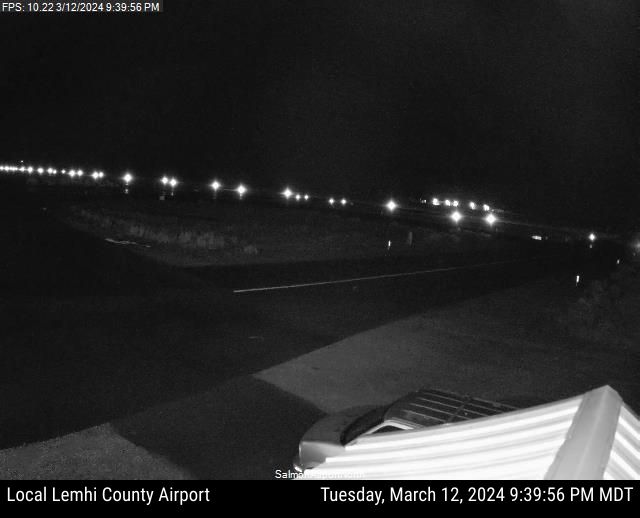 FPS: 10.22 3/12/2024 9:39:56 PM
Local Lemhi County Airport
Tuesday, March 12, 2024 9:39:56 PM MDT